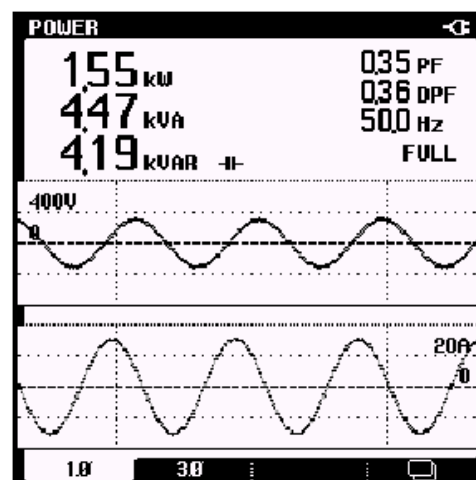 POWER
1.55 kW
4.47 kVA
4.19 kVAR
0.35 PF
0.36 DPF
50.0 Hz
FULL
400V
0
20A
0
1.0 3.0